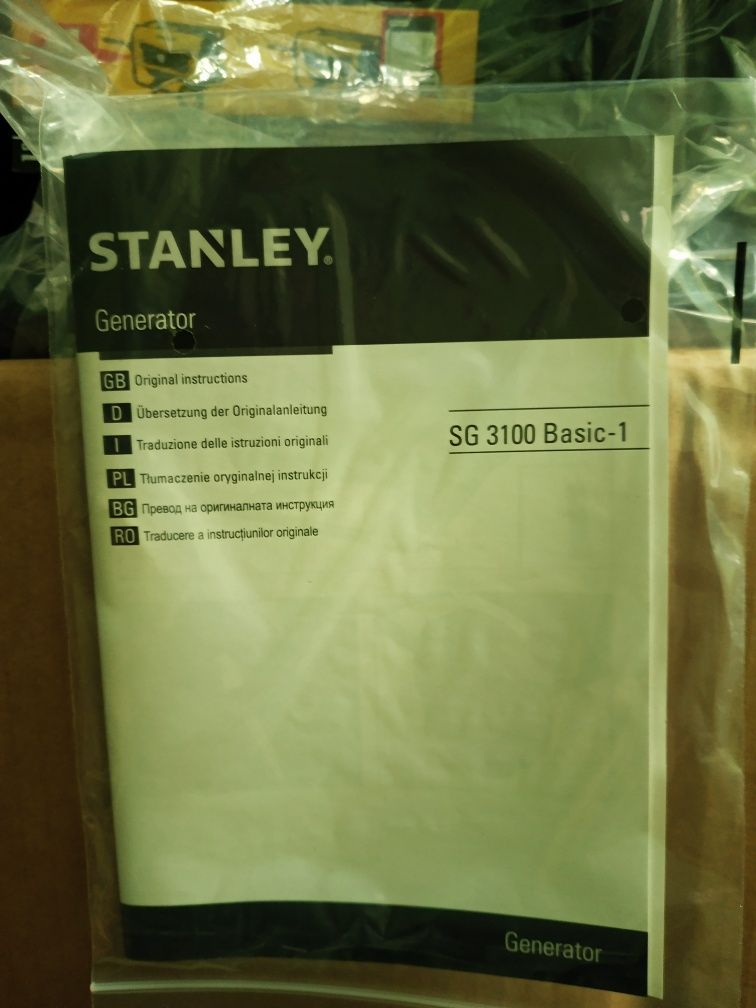 STANLEY®
Generator
GB Original instructions
D Übersetzung der Originalanleitung
I Traduzione delle istruzioni originali
PL Tłumaczenie oryginalnej instrukcji
BG Превод на оригиналната инструкция
RO Traducere a instrucțiunilor originale
SG 3100 Basic-1
Generator